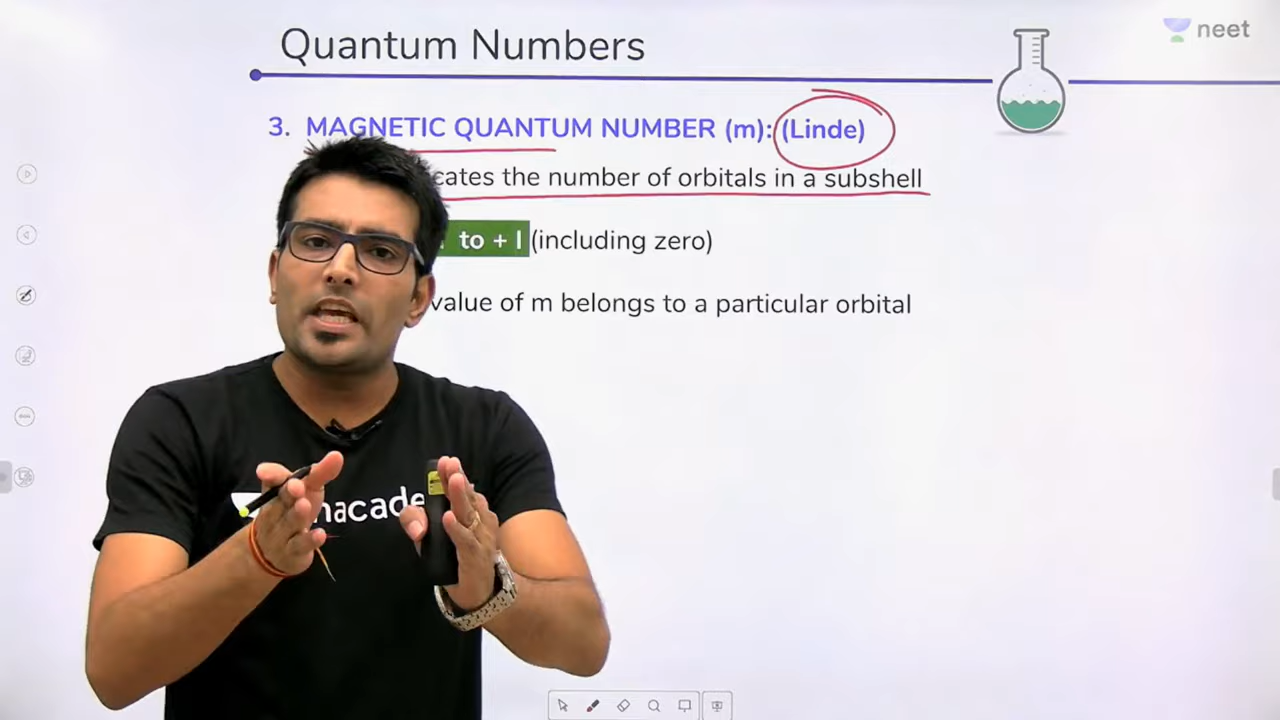 neet
Quantum Numbers
3. MAGNETIC QUANTUM NUMBER (m): (Linde)
cates the number of orbitals in a subshell
to + l (including zero)
value of m belongs to a particular orbital
nacade